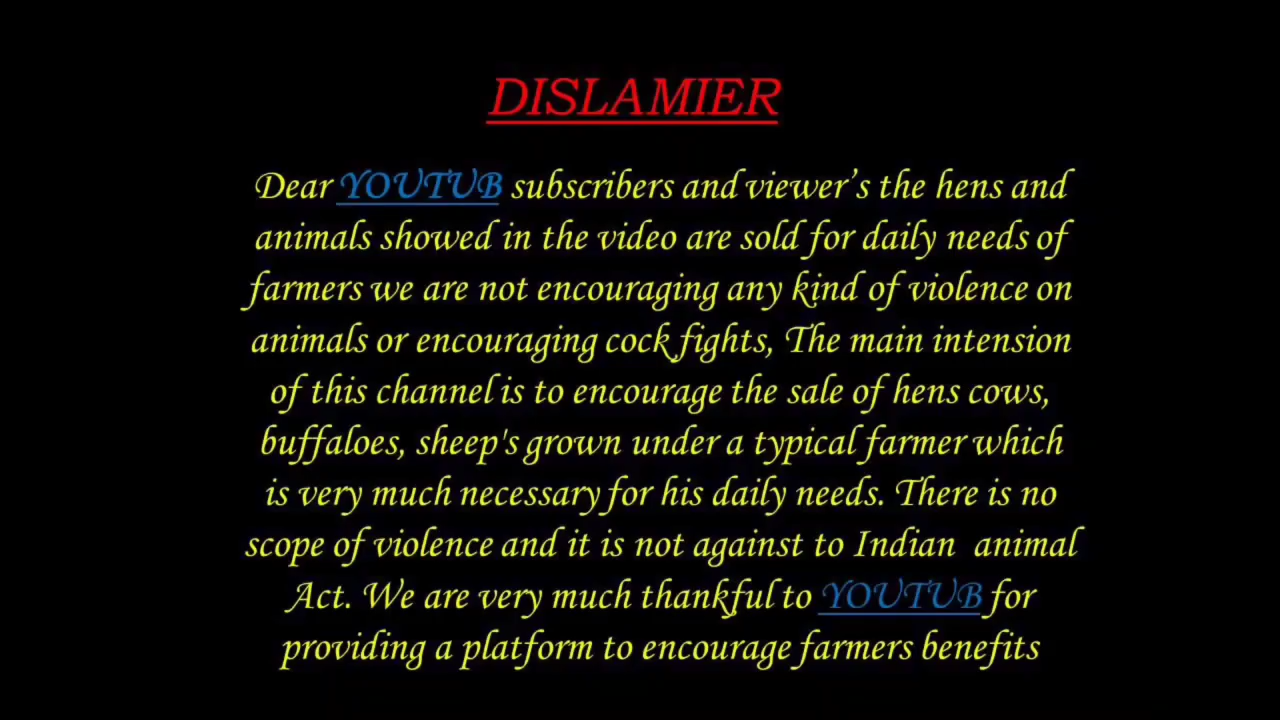 DISLAMIER
Dear YOUTUB subscribers and viewer’s the hens and
animals showed in the video are sold for daily needs of
farmers we are not encouraging any kind of violence on
animals or encouraging cock fights, The main intension
of this channel is to encourage the sale of hens cows,
buffaloes, sheep's grown under a typical farmer which
is very much necessary for his daily needs. There is no
scope of violence and it is not against to Indian  animal
Act. We are very much thankful to YOUTUB for
providing a platform to encourage farmers benefits